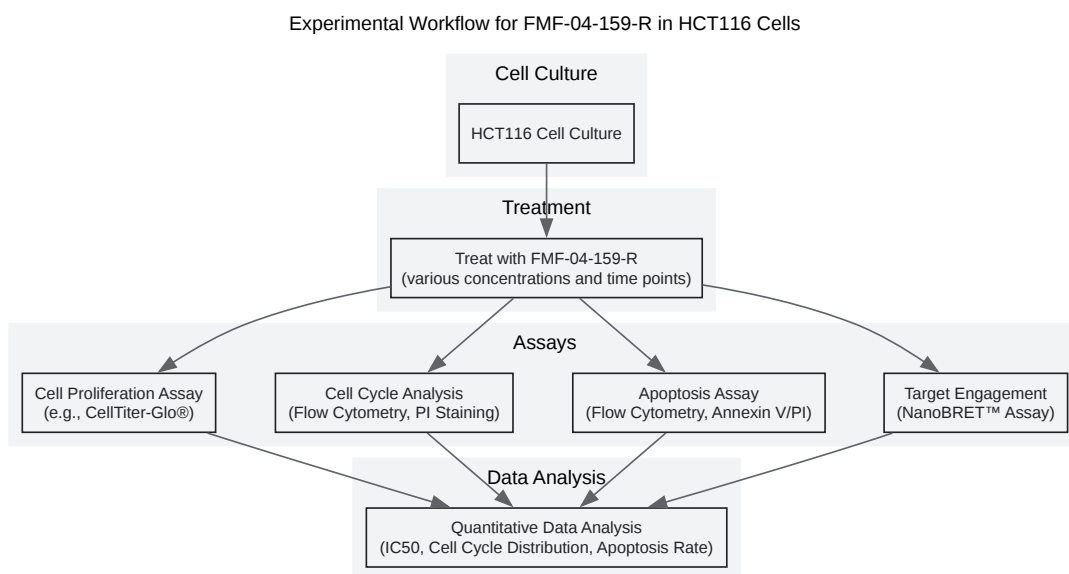 Experimental Workflow for FMF-04-159-R in HCT116 Cells
Cell Culture
HCT116 Cell Culture
Treatment
Treat with FMF-04-159-R
(various concentrations and time points)
Assays
Cell Proliferation Assay
(e.g., CellTiter-Glo®)
Cell Cycle Analysis
(Flow Cytometry, PI Staining)
Apoptosis Assay
(Flow Cytometry, Annexin V/PI)
Target Engagement
(NanoBRET™ Assay)
Data Analysis
Quantitative Data Analysis
(IC50, Cell Cycle Distribution, Apoptosis Rate)